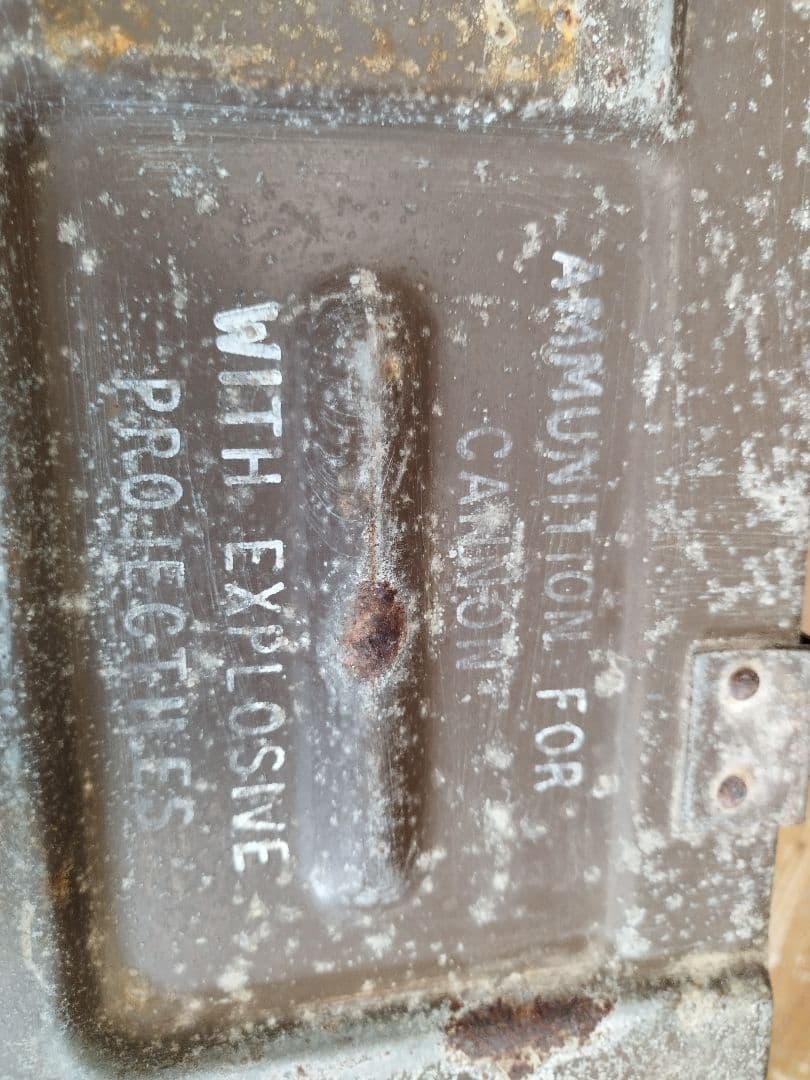 AMMUNITION FOR
CANNON
WITH EXPLOSIVE
PROJECTILES